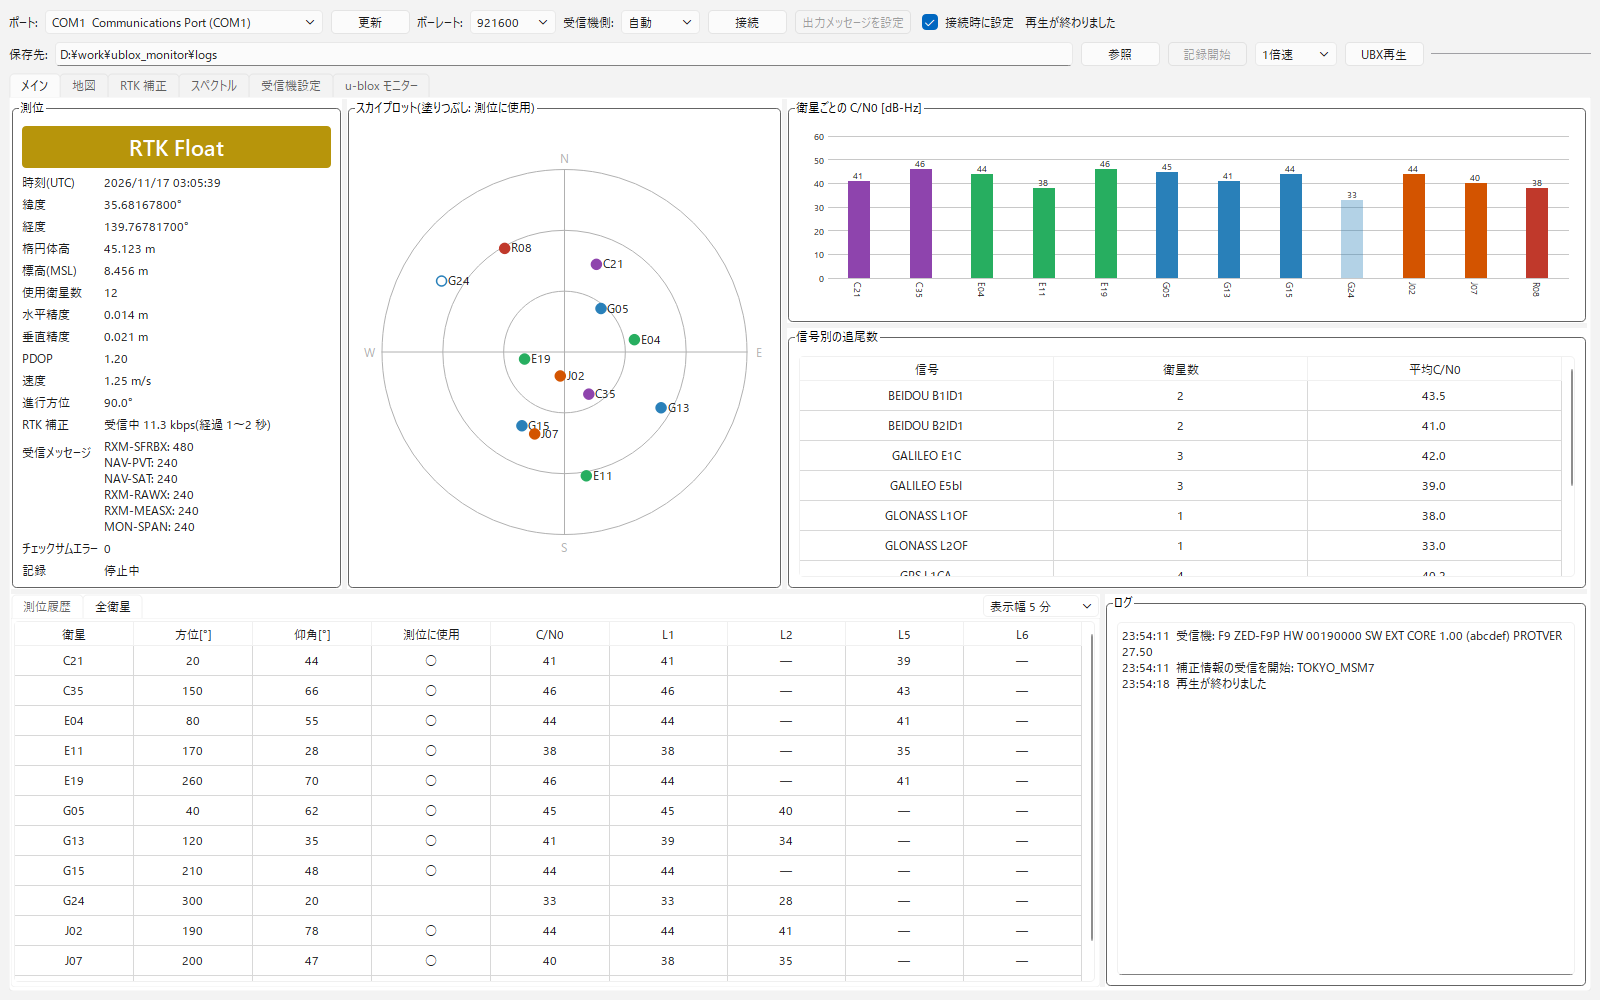 ポート: COM1 Communications Port (COM1) 更新 ボーレート: 921600 受信機側: 自動 接続 出力メッセージを設定 接続時に設定 再生が終わりました
保存先: D:¥work¥ublox_monitor¥logs 参照 記録開始 1倍速 UBX再生
メイン 地図 RTK 補正 スペクトル 受信機設定 u-blox モニター
測位
RTK Float
時刻(UTC) 2026/11/17 03:05:39
緯度 35.68167800°
経度 139.76781700°
楕円体高 45.123 m
標高(MSL) 8.456 m
使用衛星数 12
水平精度 0.014 m
垂直精度 0.021 m
PDOP 1.20
速度 1.25 m/s
進行方位 90.0°
RTK 補正 受信中 11.3 kbps(経過 1～2 秒)
受信メッセージ RXM-SFRBX: 480
NAV-PVT: 240
NAV-SAT: 240
RXM-RAWX: 240
RXM-MEASX: 240
MON-SPAN: 240
チェックサムエラー 0
記録 停止中
スカイプロット(塗りつぶし: 測位に使用)
N
R08
C21
G24
G05
E04
W
E
E19
J02
C35
G13
G15
J07
E11
S
衛星ごとの C/N0 [dB-Hz]
60
50
40
30
20
10
0
41 46 44 38 46 45 41 44 33 44 40 38
C21 C35 E04 E11 E19 G05 G13 G15 G24 J02 J07 R08
信号別の追尾数
信号 衛星数 平均C/N0
BEIDOU B1ID1 2 43.5
BEIDOU B2ID1 2 41.0
GALILEO E1C 3 42.0
GALILEO E5bI 3 39.0
GLONASS L1OF 1 38.0
GLONASS L2OF 1 33.0
GPS L1CA 4 40.2
測位履歴 全衛星 表示幅 5 分
衛星 方位[°] 仰角[°] 測位に使用 C/N0 L1 L2 L5 L6
C21 20 44 ○ 41 41 — 39 —
C35 150 66 ○ 46 46 — 43 —
E04 80 55 ○ 44 44 — 41 —
E11 170 28 ○ 38 38 — 35 —
E19 260 70 ○ 46 44 — 41 —
G05 40 62 ○ 45 45 40 — —
G13 120 35 ○ 41 39 34 — —
G15 210 48 ○ 44 44 — — —
G24 300 20 33 33 28 — —
J02 190 78 ○ 44 44 41 — —
J07 200 47 ○ 40 38 35 — —
ログ
23:54:11 受信機: F9 ZED-F9P HW 00190000 SW EXT CORE 1.00 (abcdef) PROTVER
27.50
23:54:11 補正情報の受信を開始: TOKYO_MSM7
23:54:18 再生が終わりました